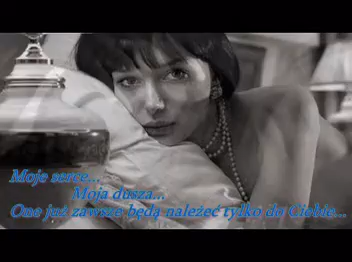 Moje serce...
Moja dusza...
One już zawsze będą należeć tylko do Ciebie...